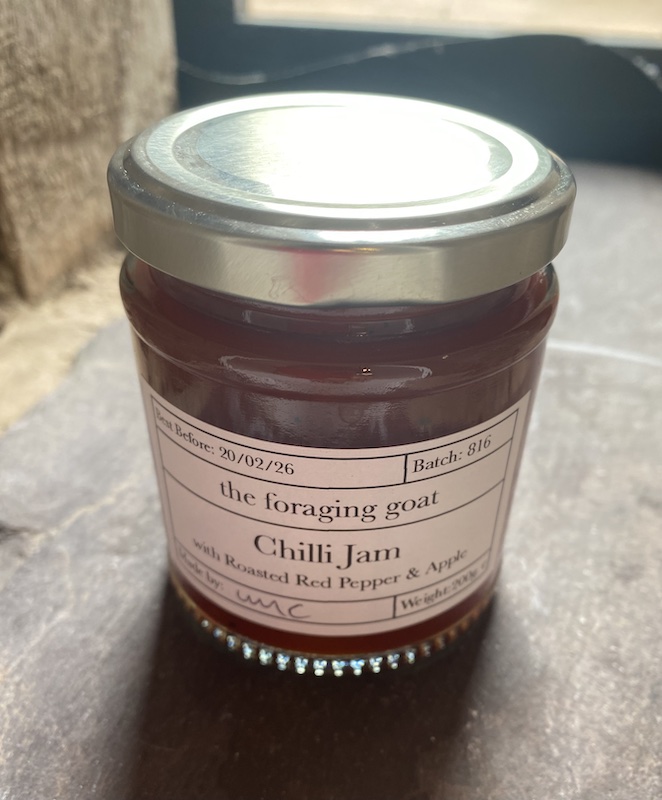 Best Before: 20/02/26
Batch: 816
the foraging goat
Chilli Jam
with Roasted Red Pepper & Apple
Made by:
Weight: 200g